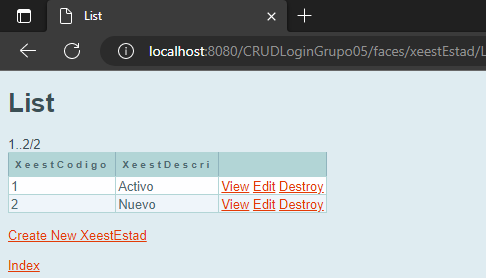 List
localhost:8080/CRUDLoginGrupo05/faces/xeestEstad/L
List
1..2/2
XeestCodigo XeestDescri
1 Activo View Edit Destroy
2 Nuevo View Edit Destroy
Create New XeestEstad
Index